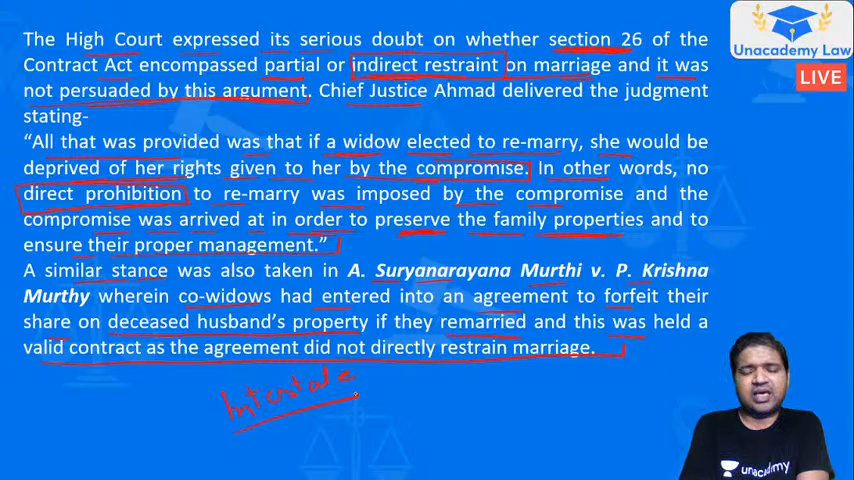 The High Court expressed its serious doubt on whether section 26 of the
Contract Act encompassed partial or indirect restraint on marriage and it was
not persuaded by this argument. Chief Justice Ahmad delivered the judgment
stating-
“All that was provided was that if a widow elected to re-marry, she would be
deprived of her rights given to her by the compromise. In other words, no
direct prohibition to re-marry was imposed by the compromise and the
compromise was arrived at in order to preserve the family properties and to
ensure their proper management.”
A similar stance was also taken in A. Suryanarayana Murthi v. P. Krishna
Murthy wherein co-widows had entered into an agreement to forfeit their
share on deceased husband’s property if they remarried and this was held a
valid contract as the agreement did not directly restrain marriage.
Unacademy Law
LIVE
unacademy